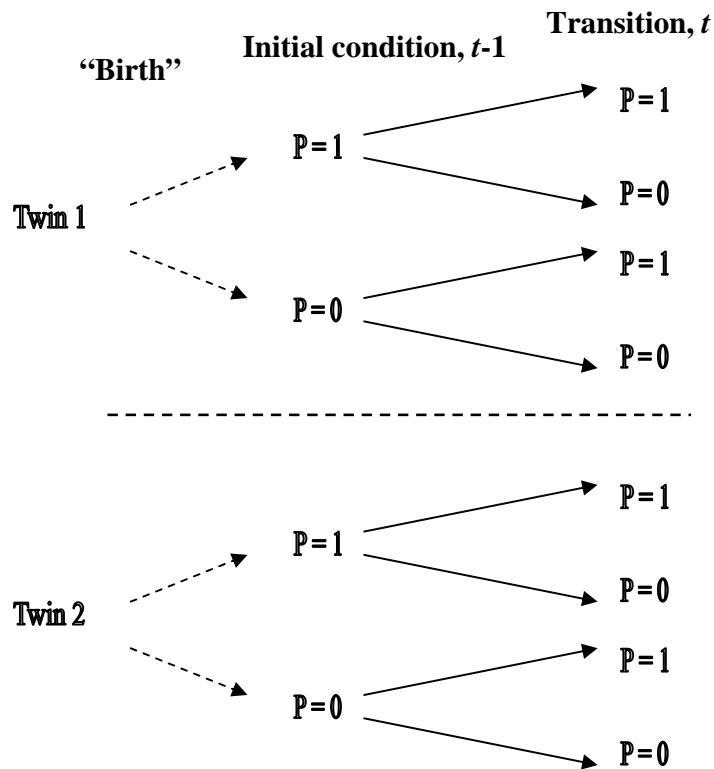 Transition, t
Initial condition, t-1
“Birth”
P = 1
P = 1
P = 0
Twin 1
P = 1
P = 0
P = 0
P = 1
P = 1
P = 0
Twin 2
P = 1
P = 0
P = 0